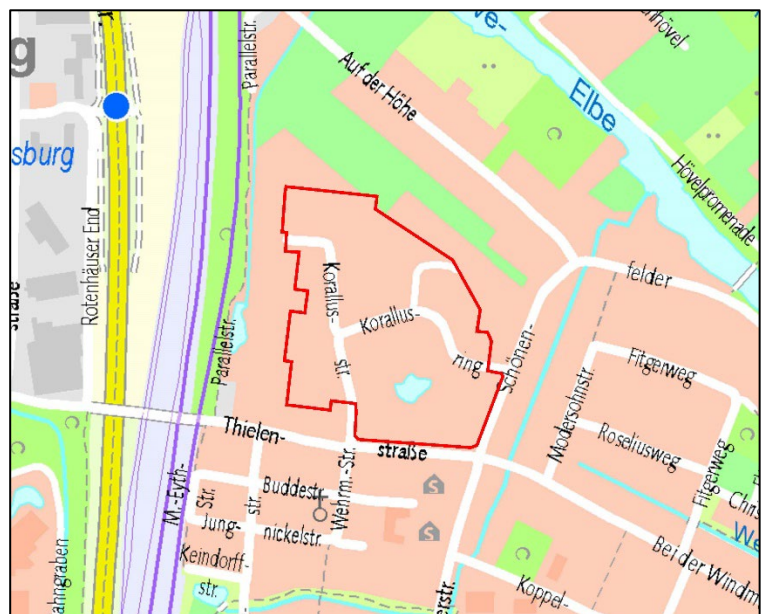 g
sburg
Rotenhäuser End
straße
Parallelstr.
Parallelstr.
Auf der Höhe
Elbe
Hövelpromenade
felder
Korallus-
str.
Korallus-
ring
Schönen-
Fitgerweg
Modersohnstr.
Roseliusweg
Fitgerweg
Thielen-
straße
M.-Eyth-
Str.
Buddestr.
Wehrm.-Str.
str.
Jung-
nickelstr.
Keindorff-
str.
S
S
Bei der Windm
Koppel-